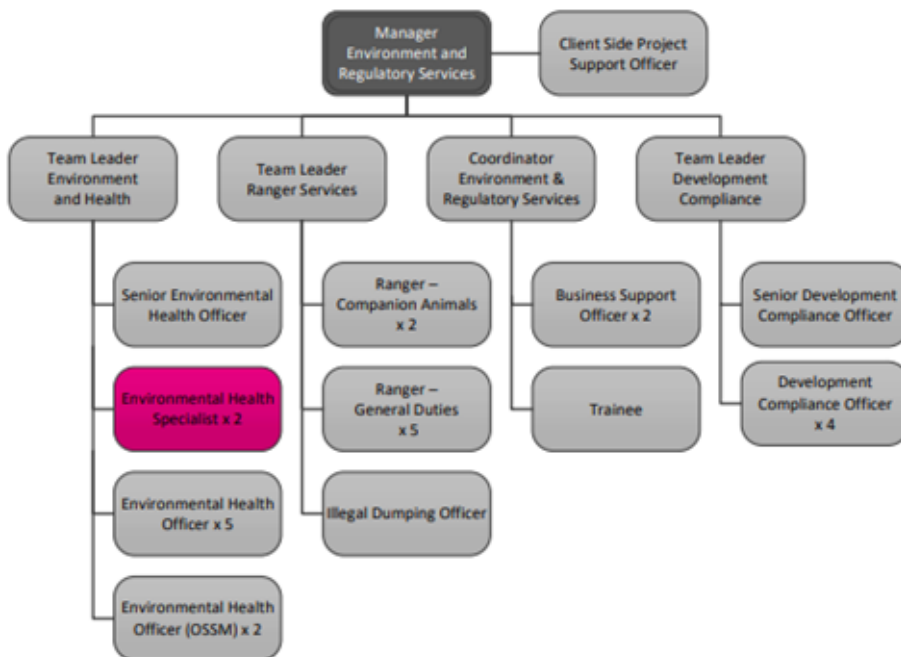 Manager
Environment and
Regulatory Services
Client Side Project
Support Officer
Team Leader
Environment
and Health
Team Leader
Ranger Services
Coordinator
Environment &
Regulatory Services
Team Leader
Development
Compliance
Senior Environmental
Health Officer
Ranger –
Companion Animals
x 2
Business Support
Officer x 2
Senior Development
Compliance Officer
Environmental Health
Specialist x 2
Ranger –
General Duties
x 5
Trainee
Development
Compliance Officer
x 4
Environmental Health
Officer x 5
Illegal Dumping Officer
Environmental Health
Officer (OSSM) x 2